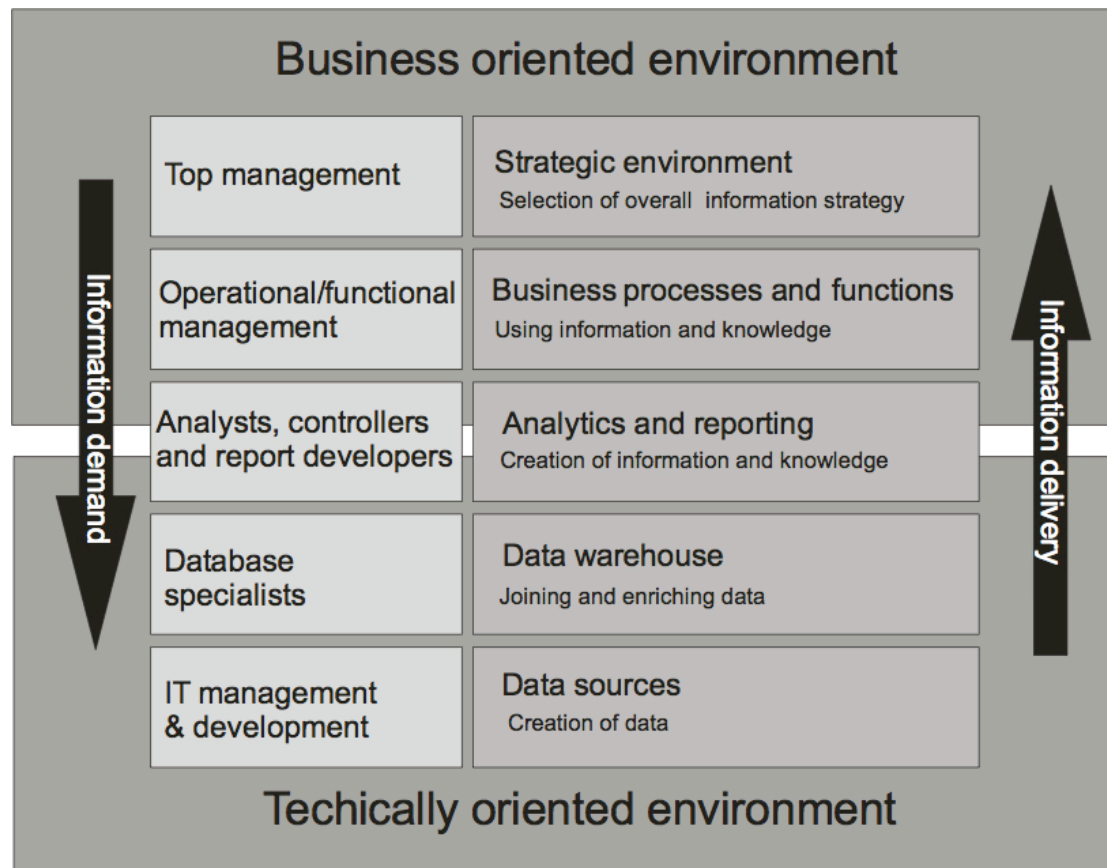 Business oriented environment
Top management
Strategic environment
Selection of overall information strategy
Operational/functional
management
Business processes and functions
Using information and knowledge
Analysts, controllers
and report developers
Analytics and reporting
Creation of information and knowledge
Database
specialists
Data warehouse
Joining and enriching data
IT management
& development
Data sources
Creation of data
Information demand
Information delivery
Techically oriented environment